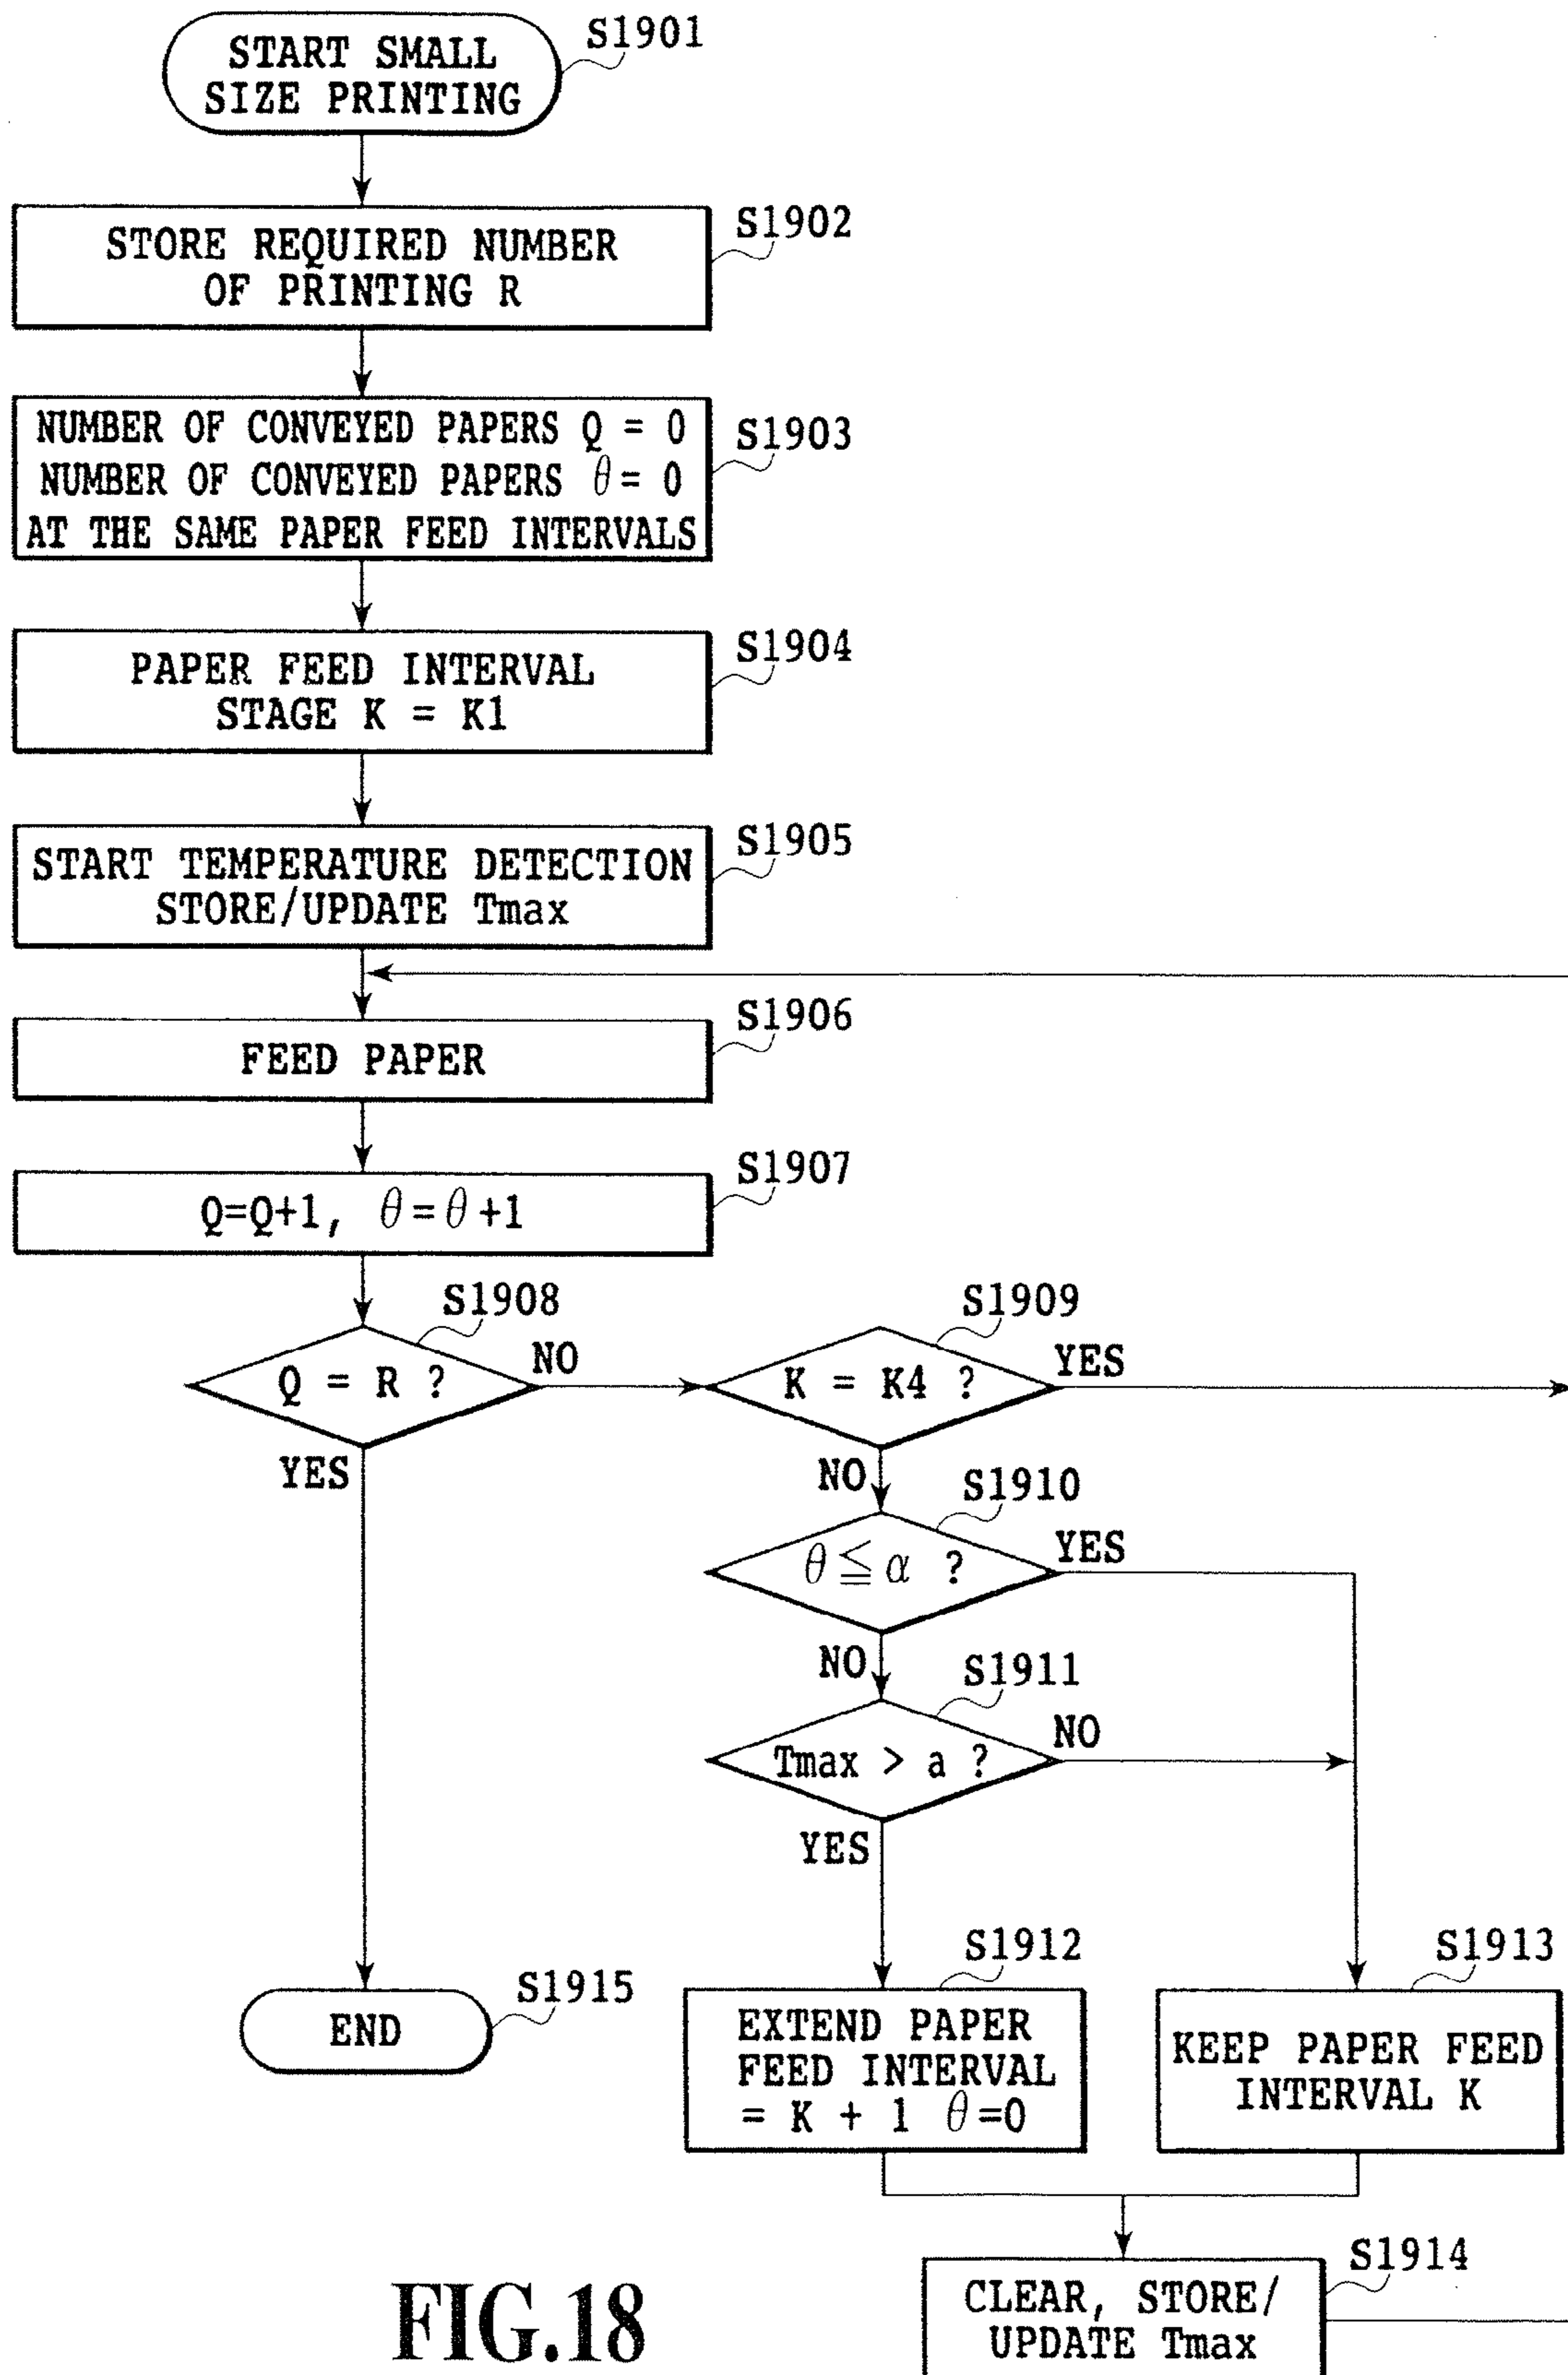 START SMALL
SIZE PRINTING
S1901
STORE REQUIRED NUMBER
OF PRINTING R
S1902
NUMBER OF CONVEYED PAPERS Q = 0
NUMBER OF CONVEYED PAPERS θ = 0
AT THE SAME PAPER FEED INTERVALS
S1903
PAPER FEED INTERVAL
STAGE K = K1
S1904
START TEMPERATURE DETECTION
STORE/UPDATE Tmax
S1905
FEED PAPER
S1906
Q=Q+1, θ=θ+1
S1907
Q = R ?
S1908
NO
YES
K = K4 ?
S1909
YES
NO
θ ≦ α ?
S1910
YES
NO
Tmax > a ?
S1911
NO
YES
EXTEND PAPER
FEED INTERVAL
= K + 1 θ=0
S1912
KEEP PAPER FEED
INTERVAL K
S1913
END
S1915
CLEAR, STORE/
UPDATE Tmax
S1914
FIG.18